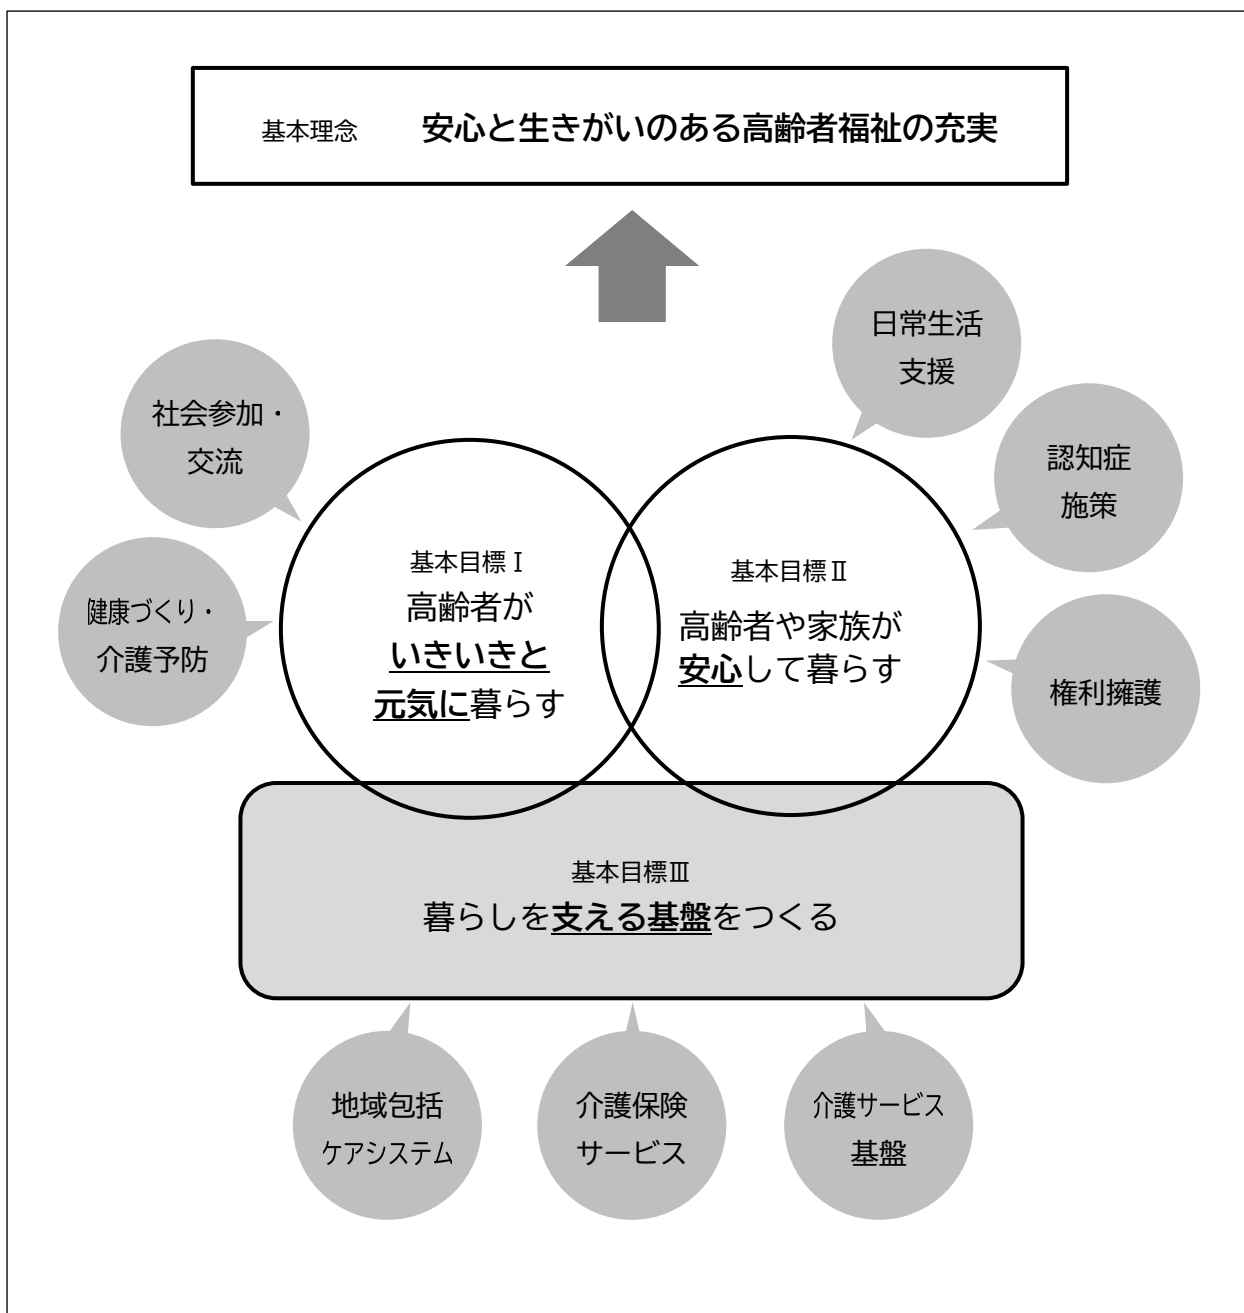 基本理念 安心と生きがいのある高齢者福祉の充実
日常生活
支援
社会参加・
交流
認知症
施策
基本目標Ⅰ
高齢者が
いきいきと
元気に暮らす
基本目標Ⅱ
高齢者や家族が
安心して暮らす
健康づくり・
介護予防
権利擁護
基本目標Ⅲ
暮らしを支える基盤をつくる
地域包括
ケアシステム
介護保険
サービス
介護サービス
基盤